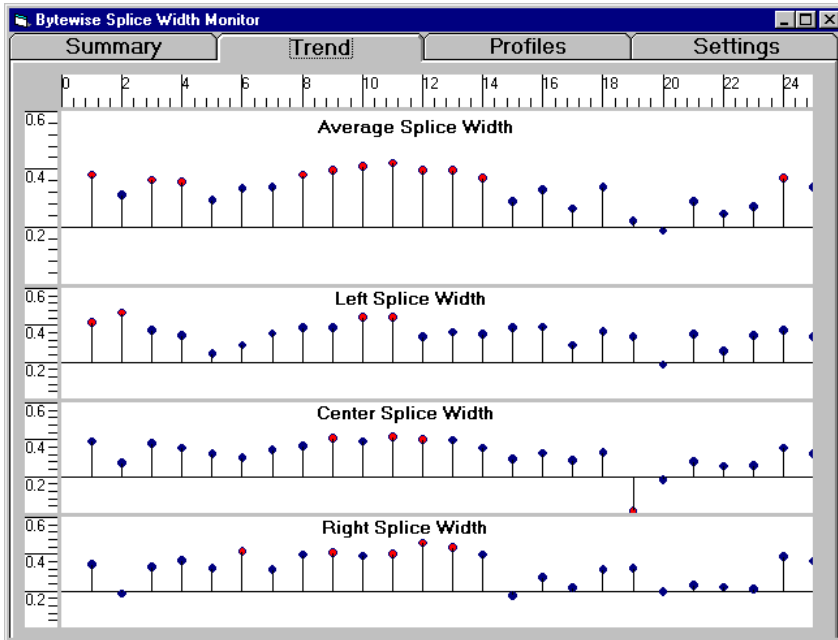 Bytewise Splice Width Monitor
Summary Trend Profiles Settings
0 2 4 6 8 10 12 14 16 18 20 22 24
Average Splice Width
0.6
0.4
0.2
Left Splice Width
0.6
0.4
0.2
Center Splice Width
0.6
0.4
0.2
Right Splice Width
0.6
0.4
0.2